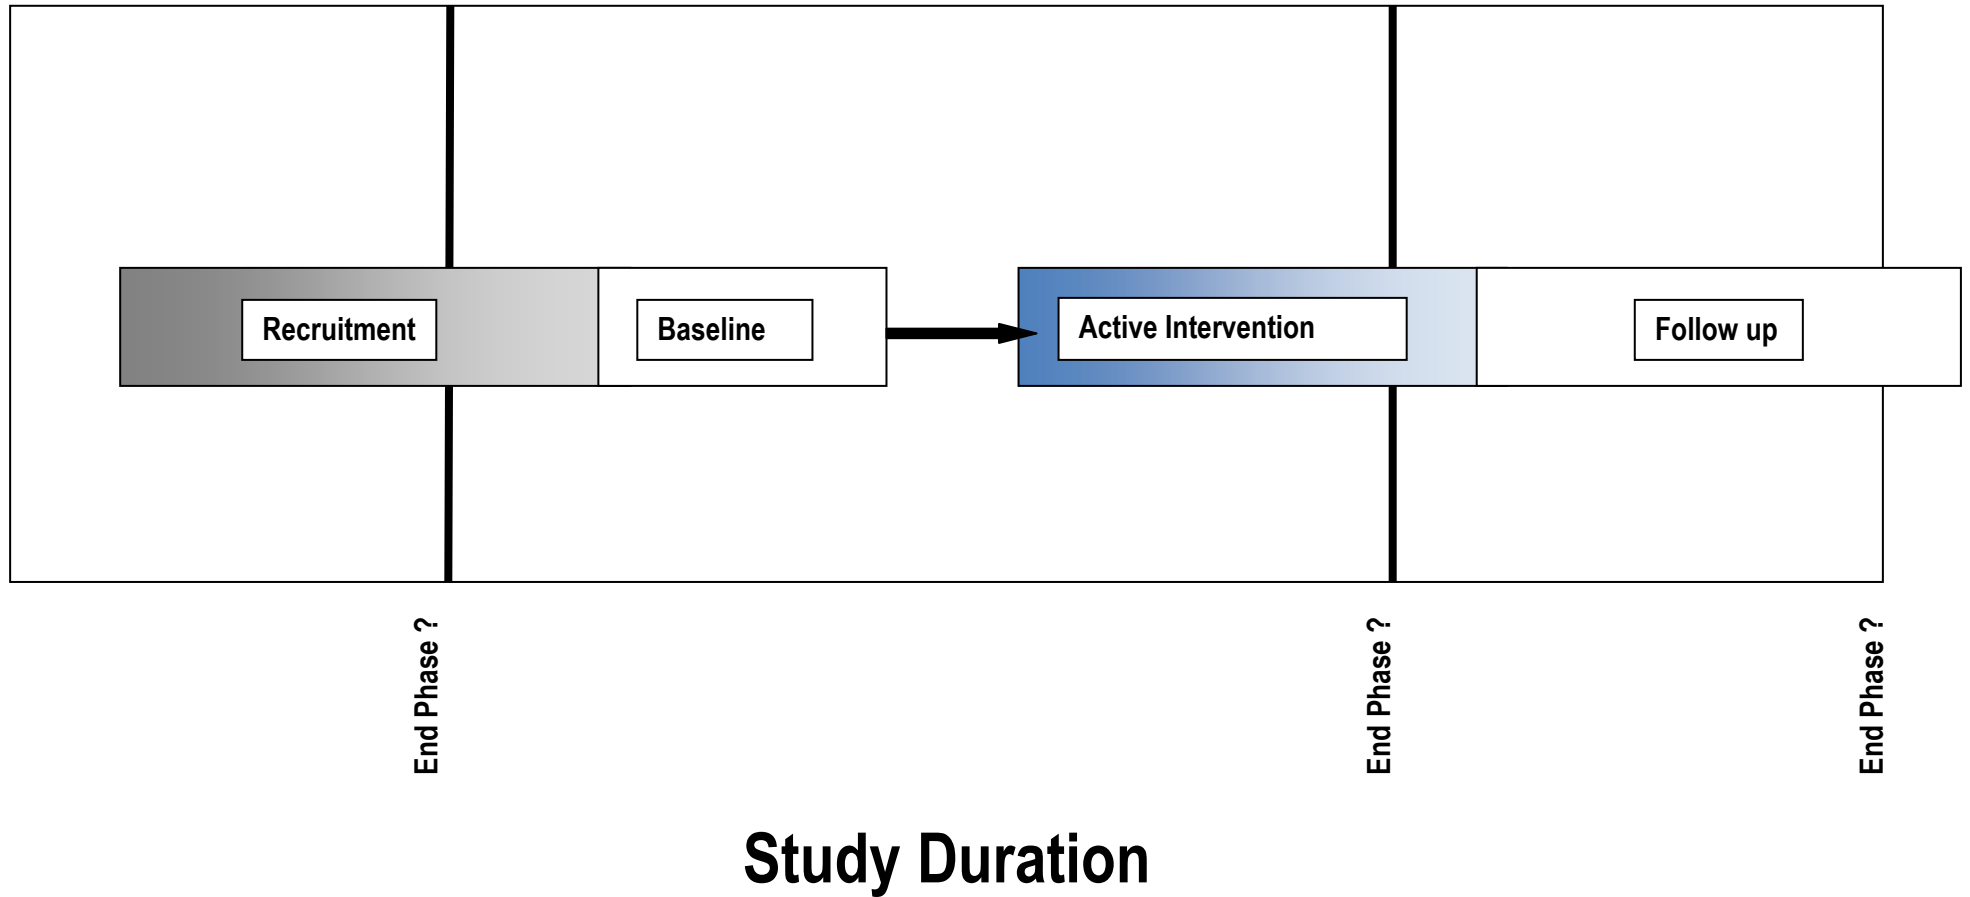 Recruitment
Baseline
Active Intervention
Follow up
End Phase ?
End Phase ?
End Phase ?
Study Duration